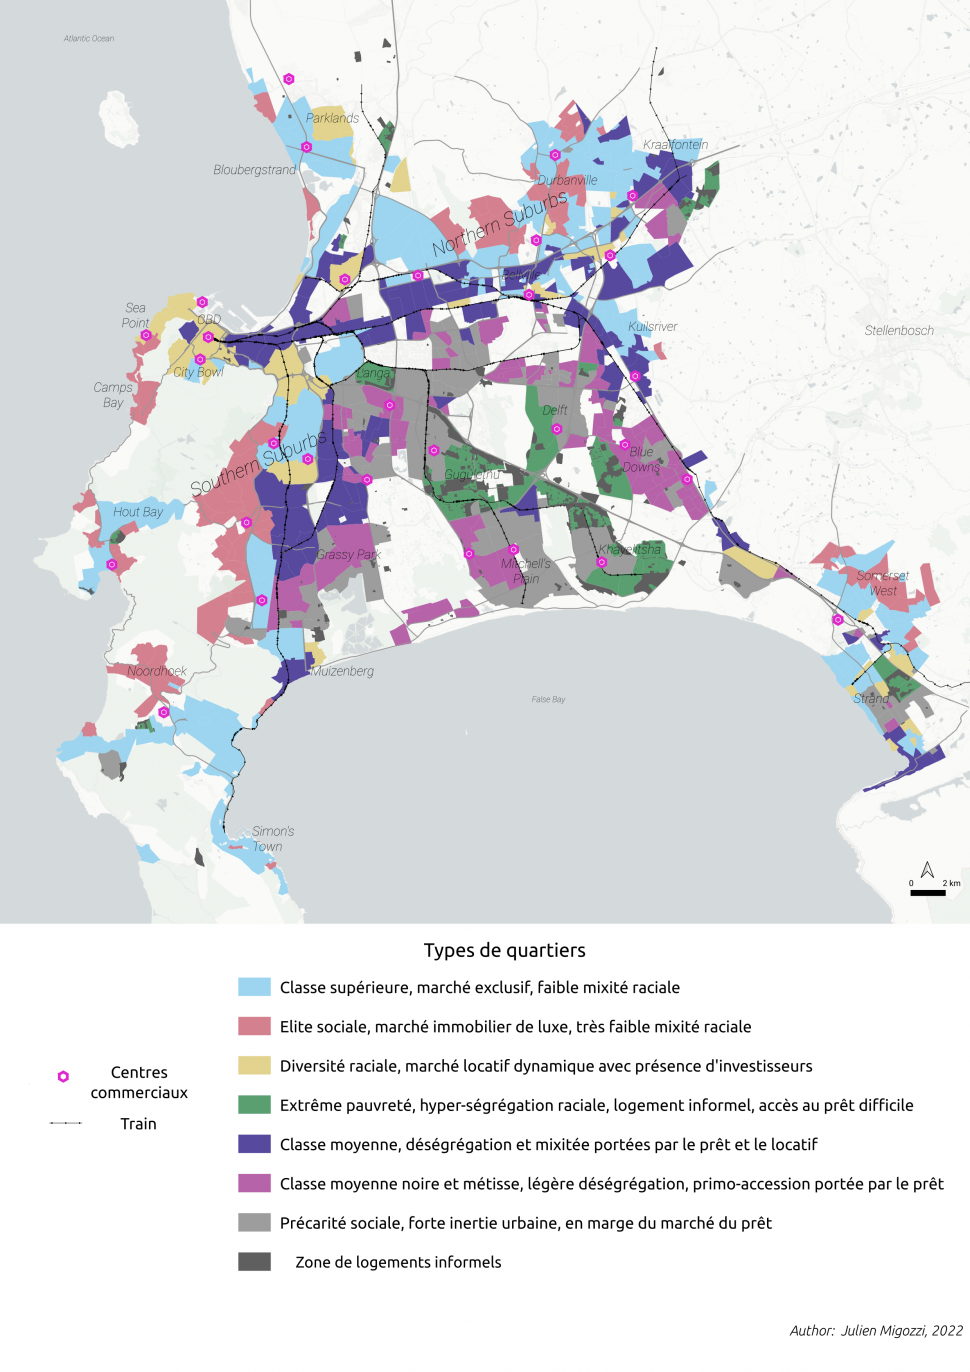 Atlantic Ocean
Parklands
Bloubergstrand
Kraaifontein
Durbanville
Northern Suburbs
Bellville
Sea
Point
CBD
City Bowl
Camps
Bay
Kuilsriver
Stellenbosch
Langa
Delft
Southern Suburbs
Blue
Downs
Guguletu
Hout Bay
Grassy Park
Mitchell's
Plain
Khayelitsha
Somerset
West
Noordhoek
Muizenberg
False Bay
Strand
Simon's
Town
0 2 km
Types de quartiers
Classe supérieure, marché exclusif, faible mixité raciale
Elite sociale, marché immobilier de luxe, très faible mixité raciale
Diversité raciale, marché locatif dynamique avec présence d'investisseurs
Extrême pauvreté, hyper-ségrégation raciale, logement informel, accès au prêt difficile
Classe moyenne, déségrégation et mixitée portées par le prêt et le locatif
Classe moyenne noire et métisse, légère déségrégation, primo-accession portée par le prêt
Précarité sociale, forte inertie urbaine, en marge du marché du prêt
Zone de logements informels
Centres
commerciaux
Train
Author: Julien Migozzi, 2022